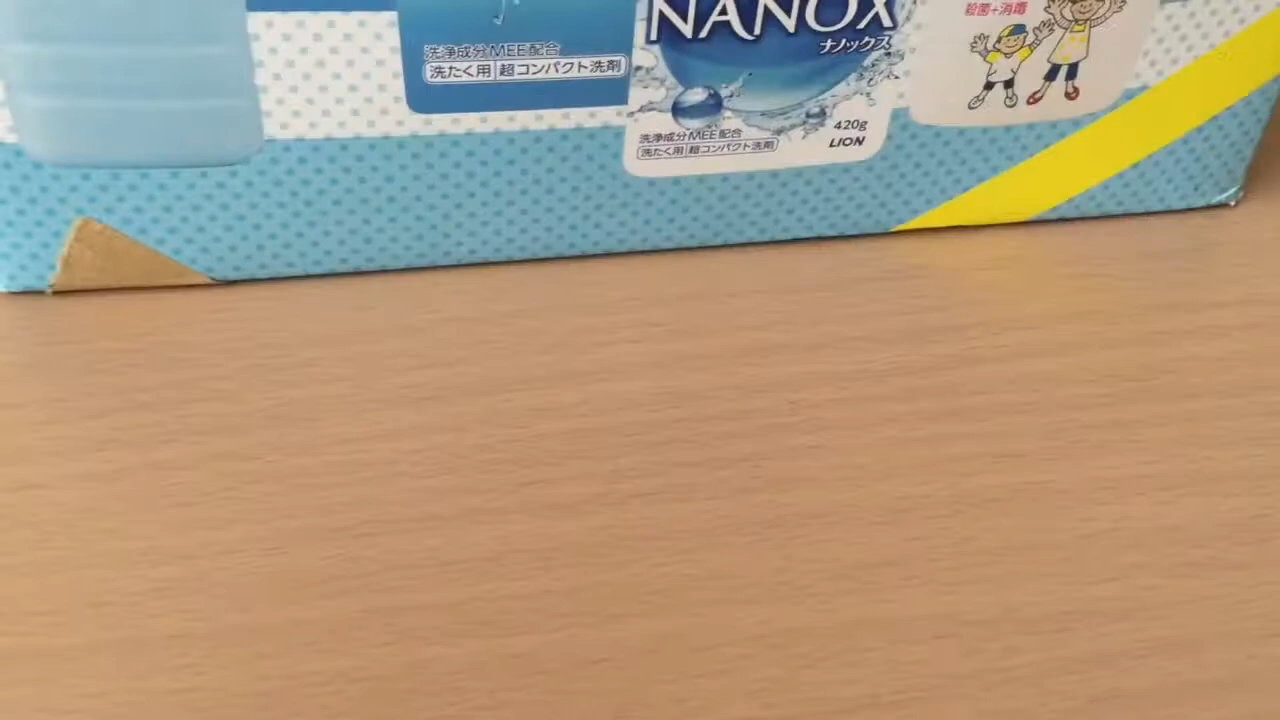 洗浄成分MEE配合
洗たく用 超コンパクト洗剤
NANOX
ナノックス
洗浄成分MEE配合
洗たく用 超コンパクト洗剤
420g
LION
殺菌+消毒